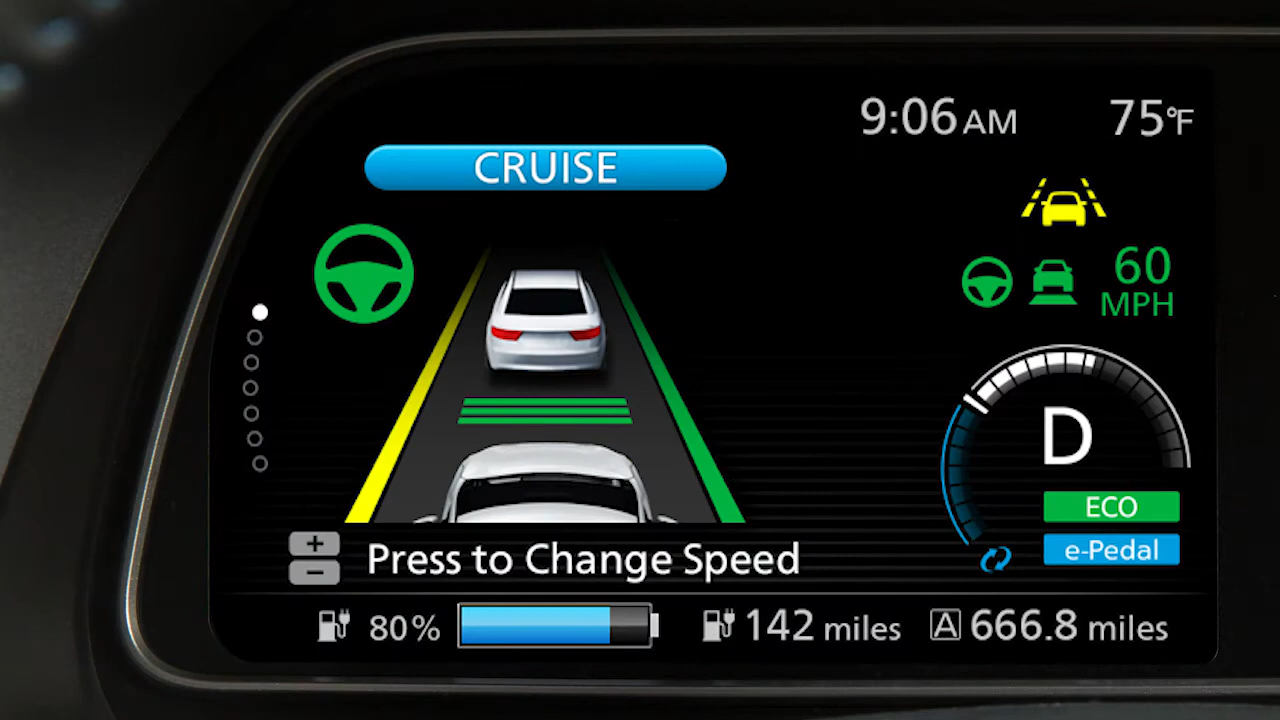 9:06 AM 75°F
CRUISE
60
MPH
D
ECO
e-Pedal
+
−
Press to Change Speed
80% 142 miles A 666.8 miles